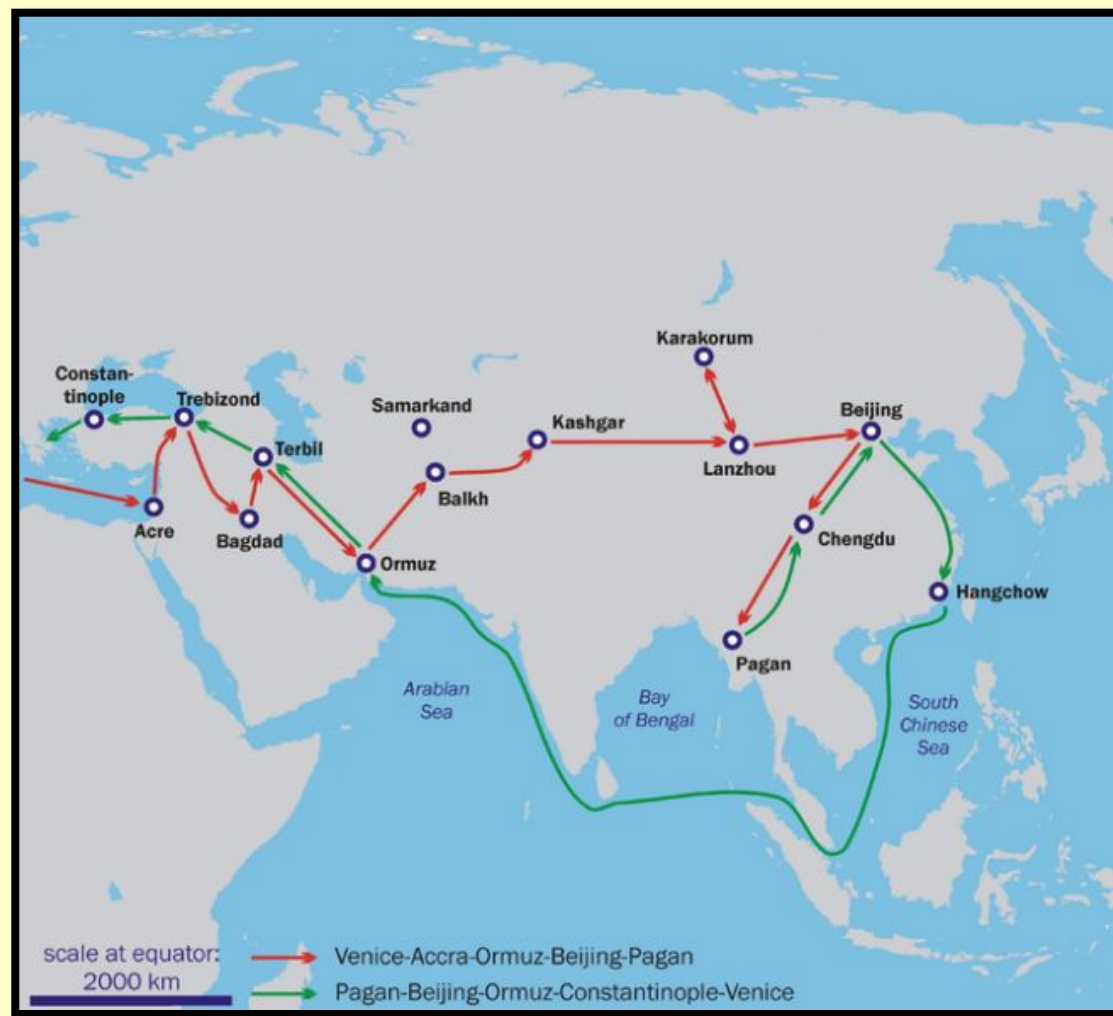 Karakorum
Constan-
tinople
Trebizond
Samarkand
Kashgar
Beijing
Terbil
Lanzhou
Balkh
Acre
Bagdad
Chengdu
Ormuz
Hangchow
Pagan
Arabian
Sea
Bay
of Bengal
South
Chinese
Sea
scale at equator:
2000 km
Venice-Accra-Ormuz-Beijing-Pagan
Pagan-Beijing-Ormuz-Constantinople-Venice